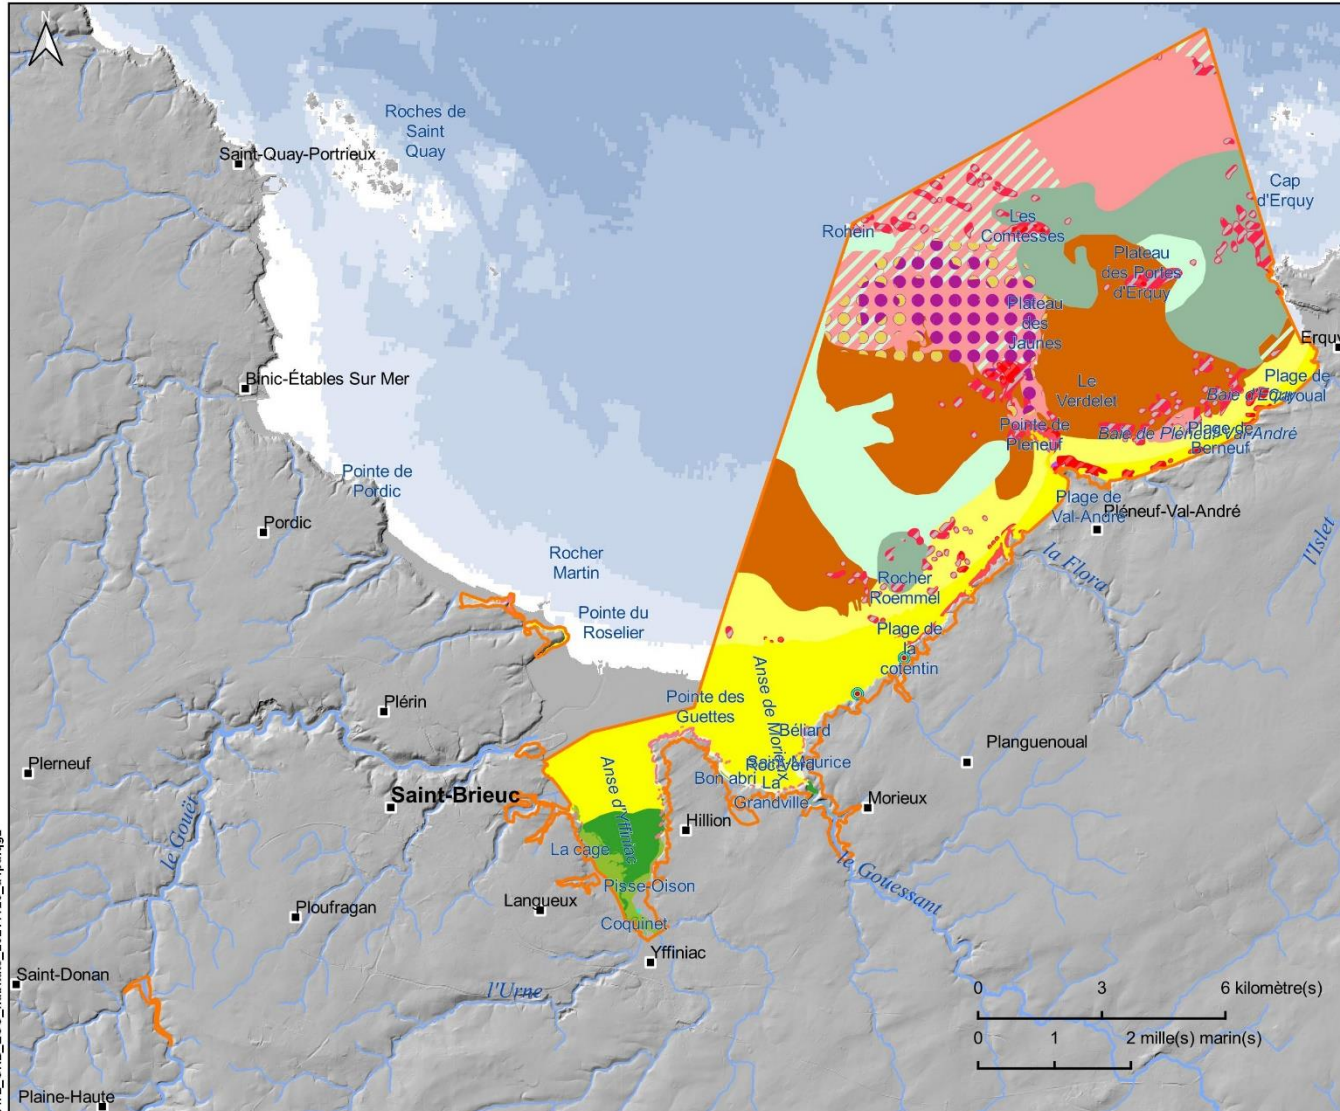 N
Roches de
Saint
Quay
Saint-Quay-Portrieux
Cap
d'Erquy
Les
Comtesses
Rohein
Plateau
des Portes
d'Erquy
Plateau
des
Jaunes
Erquy
Binic-Étables Sur Mer
Le
Verdelet
Plage de
Baie d'Erquy
Pointe de
Pléneuf
Baie de Pléneuf-Val-André
Plage de
Berneuf
Pointe de
Pordic
Plage de
Val-André
Pléneuf-Val-André
Pordic
la Flora
l'Islet
Rocher
Martin
Rocher
Roemmel
Pointe du
Roselier
Plage de
la
cotentin
Plérin
Pointe des
Guettes
Anse de Morieux
Béliard
Planguenoual
Plerneuf
Saint-Maurice
Bon abri
La
Grandville
Anse d'Yffiniac
Saint-Brieuc
Morieux
le Gouët
Hillion
La cage
le Gouessant
Pisse-Oison
Langueux
Ploufragan
Coquinet
Yffiniac
Saint-Donan
l'Urne
0 3 6 kilomètre(s)
0 1 2 mille(s) marin(s)
Plaine-Haute